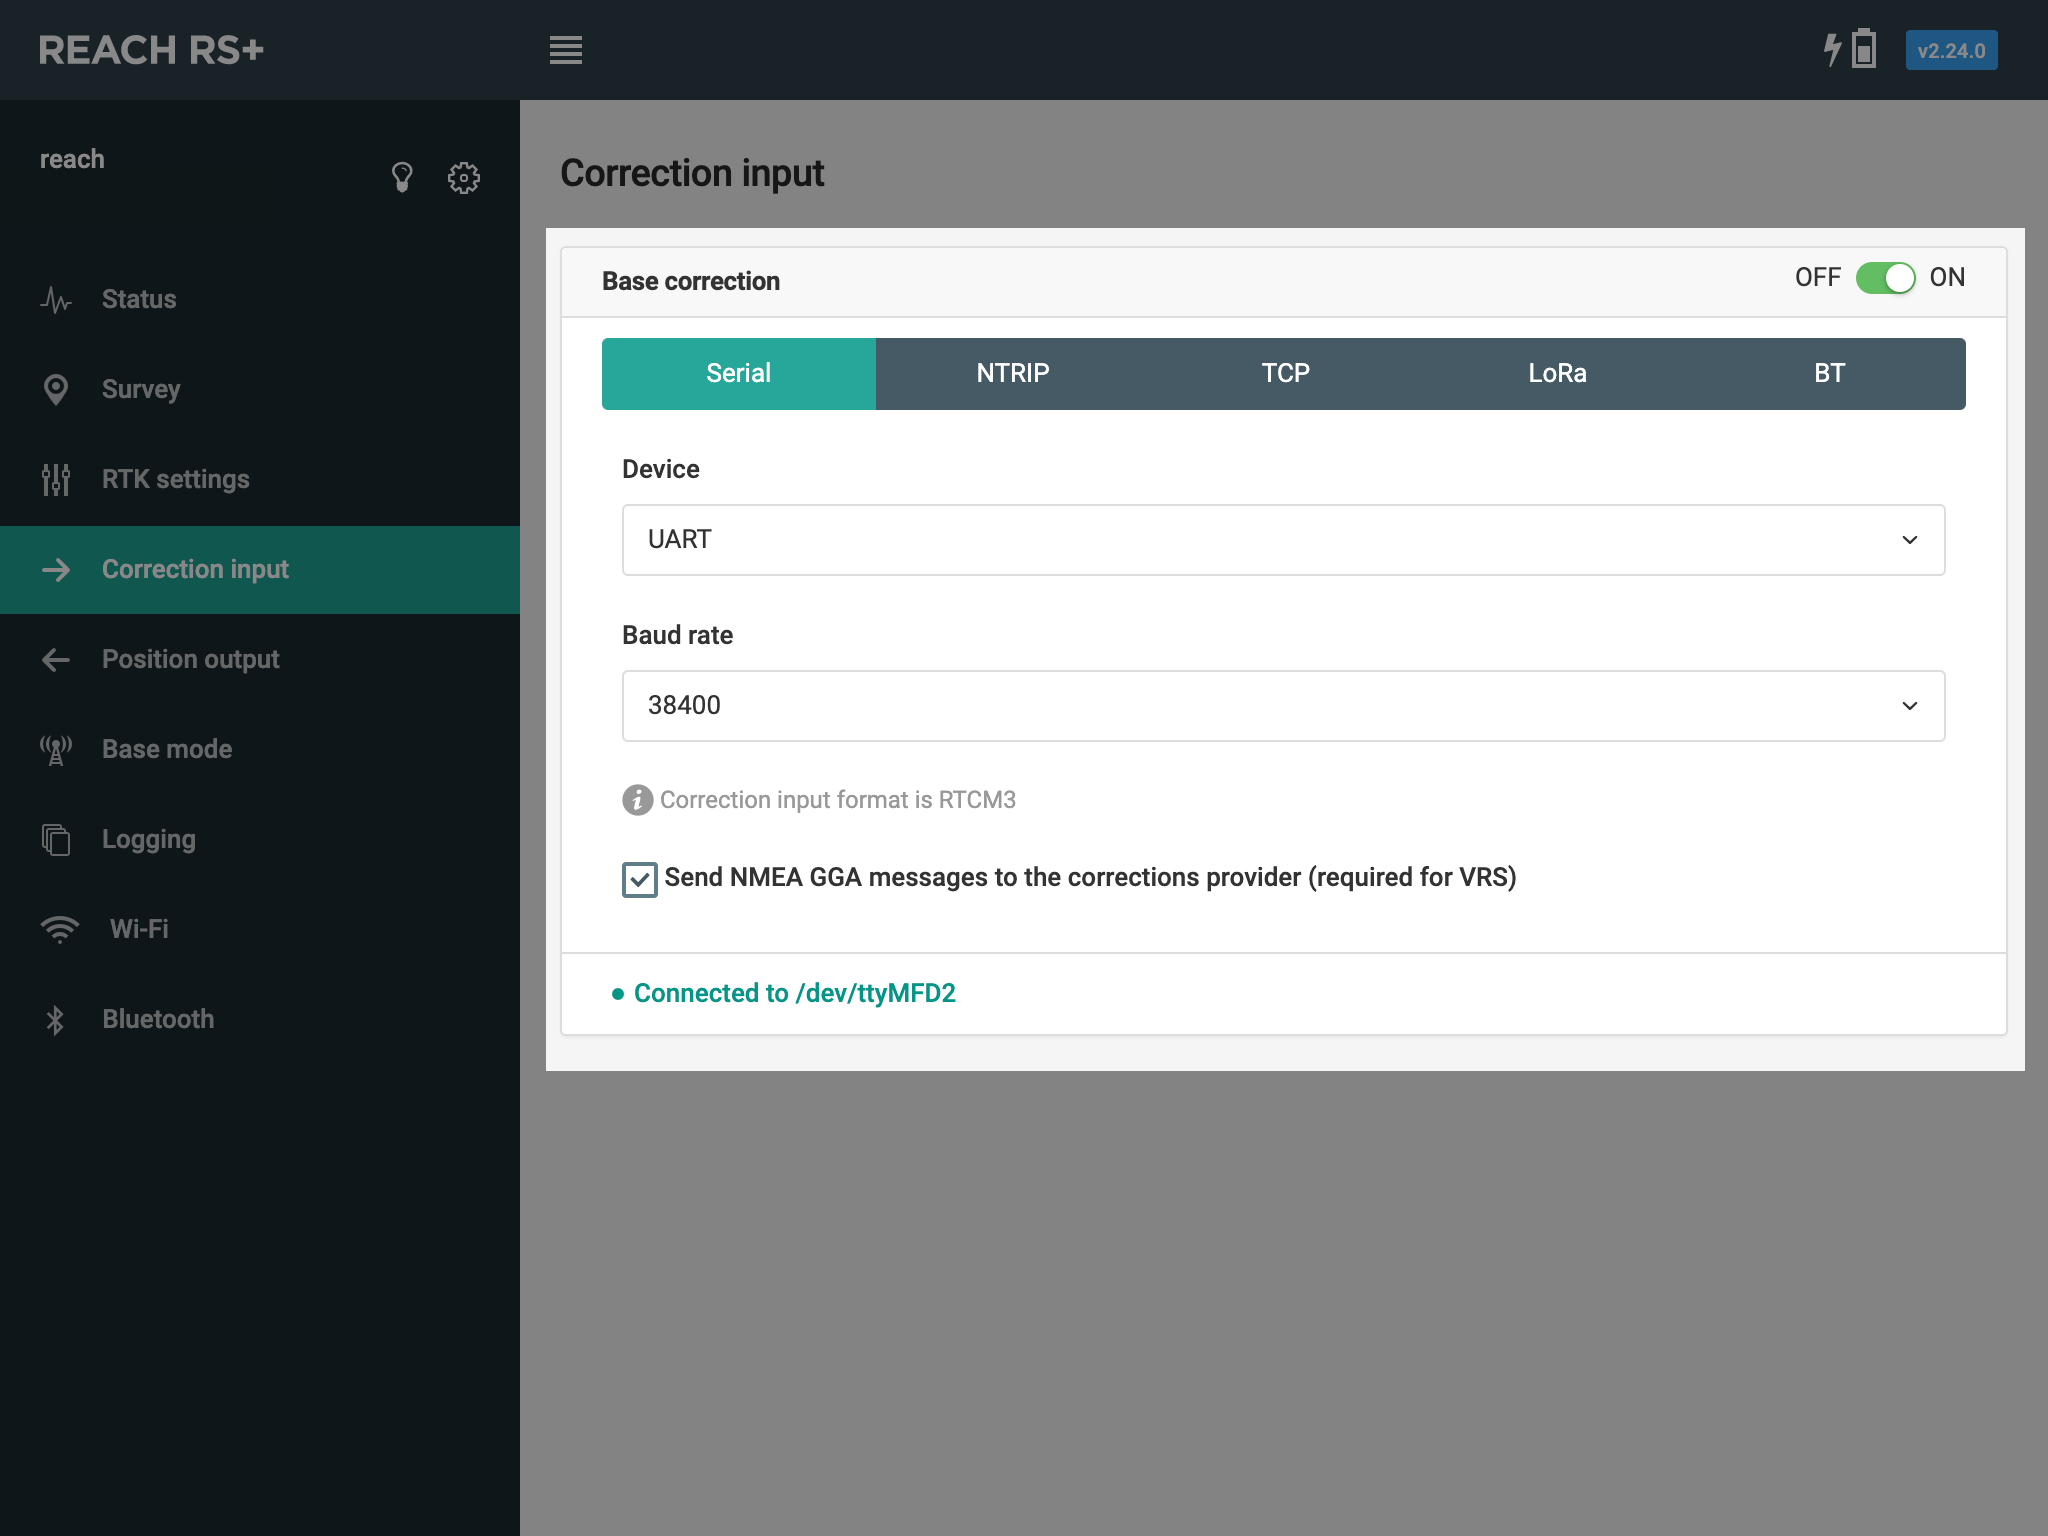 REACH RS+
v2.24.0
reach
Status
Survey
RTK settings
Correction input
Position output
Base mode
Logging
Wi-Fi
Bluetooth
Correction input
Base correction
OFF ON
Serial NTRIP TCP LoRa BT
Device
UART
Baud rate
38400
Correction input format is RTCM3
Send NMEA GGA messages to the corrections provider (required for VRS)
Connected to /dev/ttyMFD2